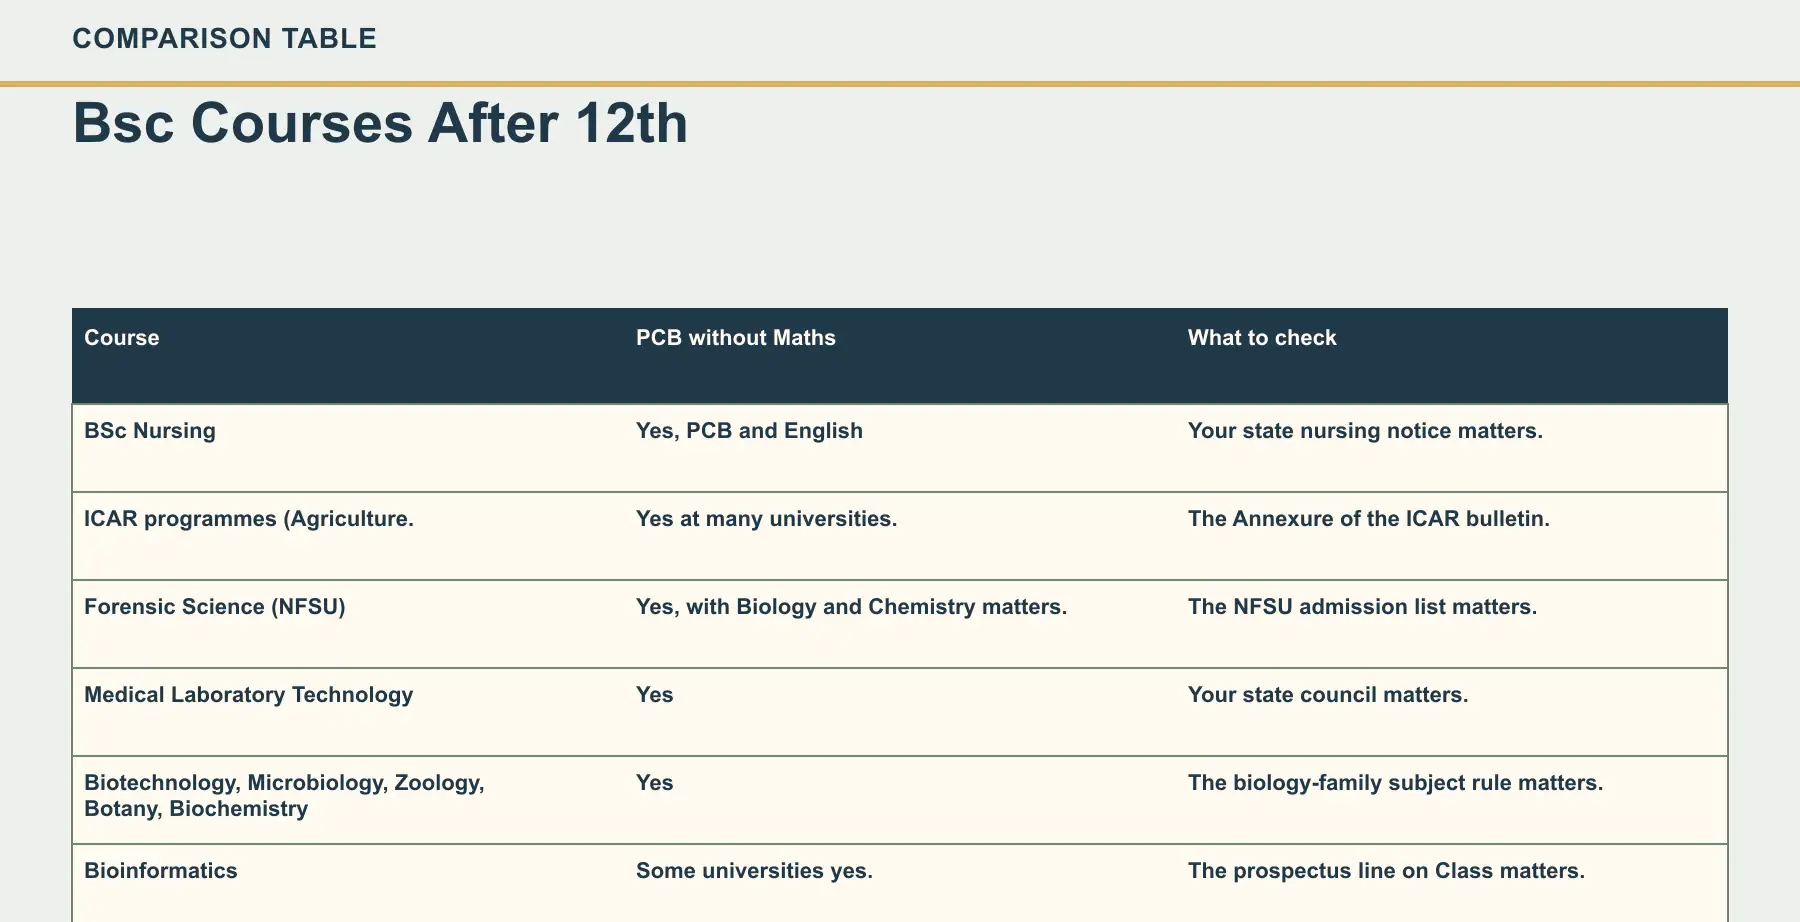 COMPARISON TABLE
Bsc Courses After 12th
Course PCB without Maths What to check
BSc Nursing Yes, PCB and English Your state nursing notice matters.
ICAR programmes (Agriculture. Yes at many universities. The Annexure of the ICAR bulletin.
Forensic Science (NFSU) Yes, with Biology and Chemistry matters. The NFSU admission list matters.
Medical Laboratory Technology Yes Your state council matters.
Biotechnology, Microbiology, Zoology, Yes The biology-family subject rule matters.
Botany, Biochemistry
Bioinformatics Some universities yes. The prospectus line on Class matters.